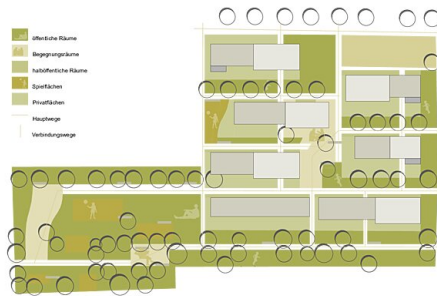 öffentliche Räume
Begegnungsräume
halböffentliche Räume
Spielflächen
Privatflächen
Hauptwege
Verbindungswege